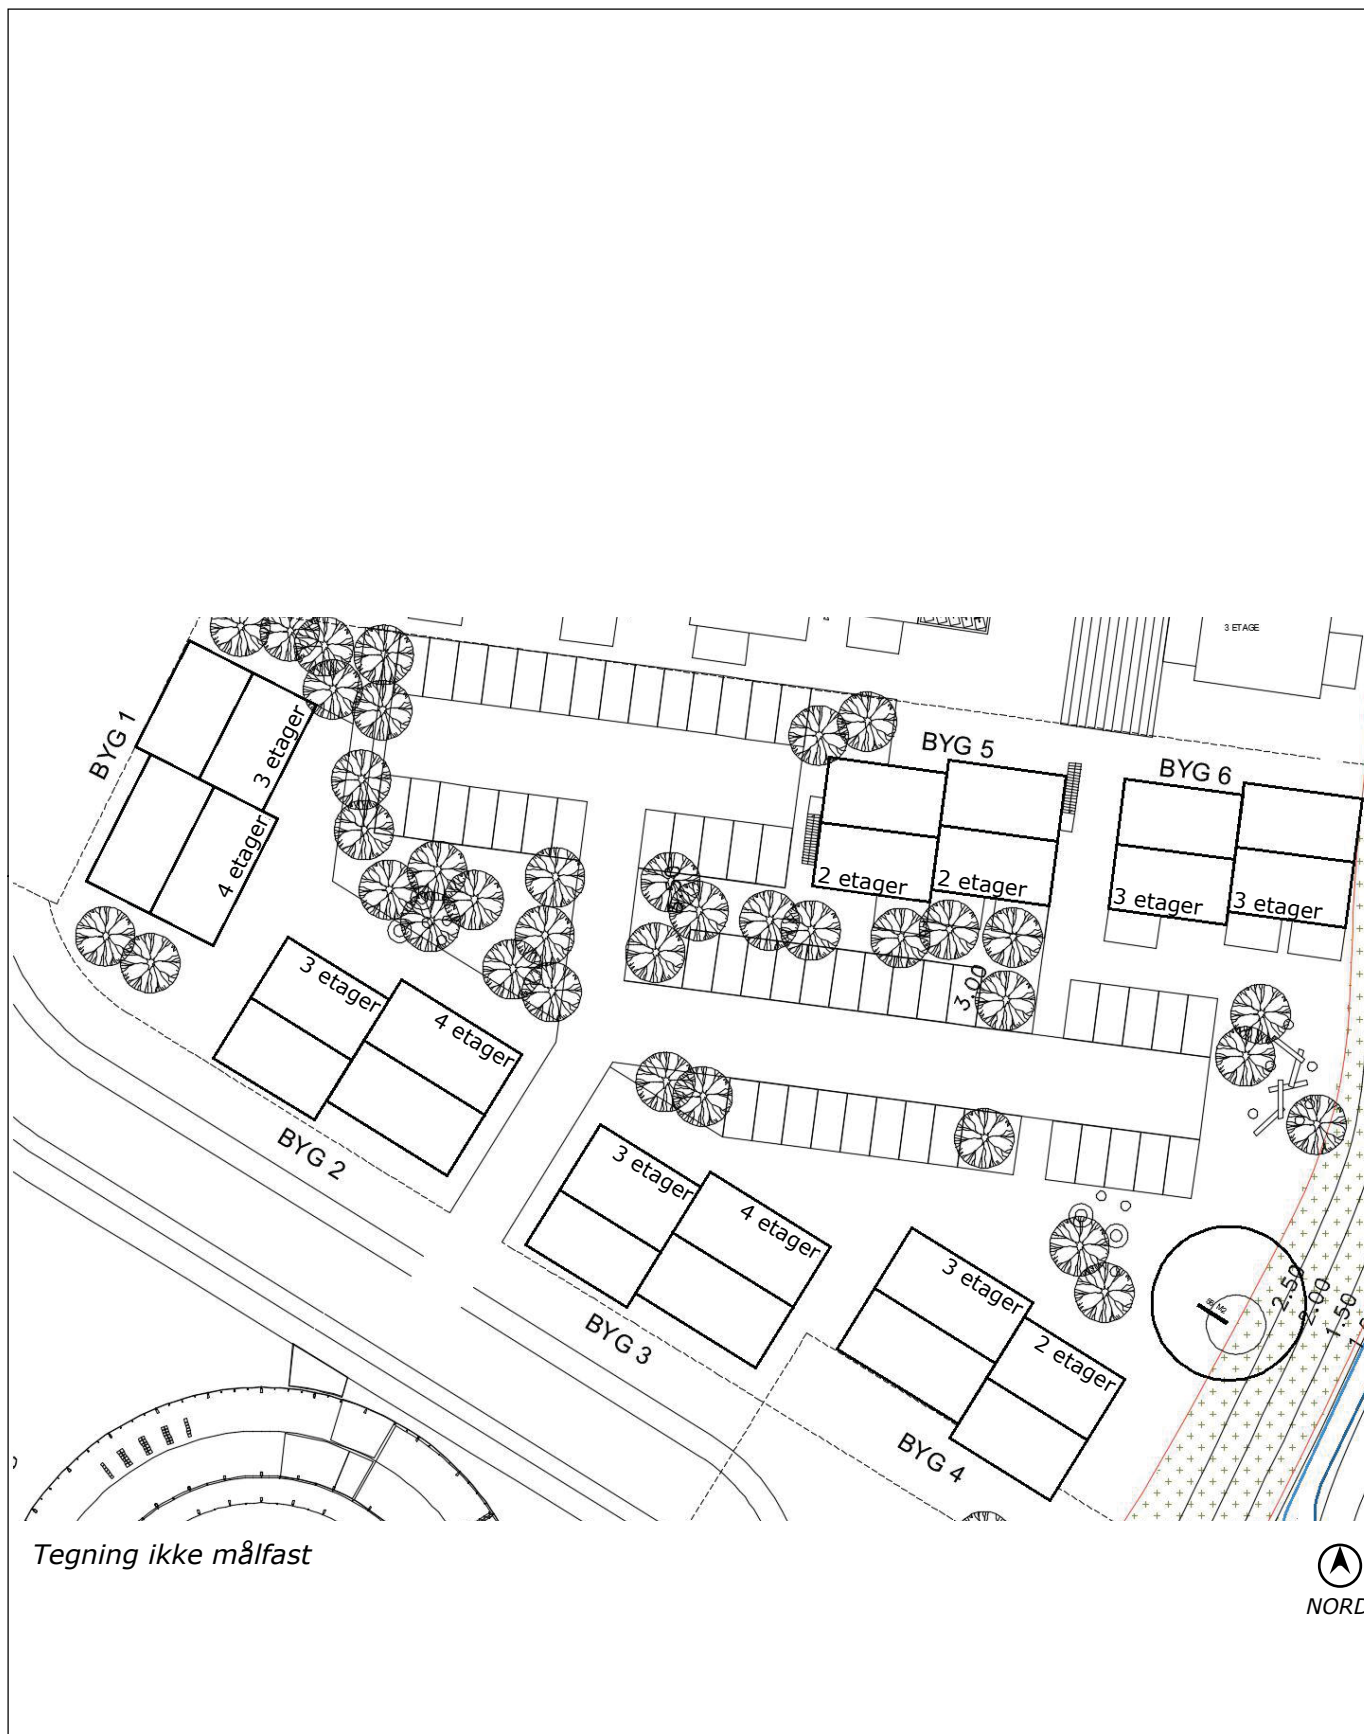 3 ETAGE
BYG 1
3 etager
4 etager
BYG 5
2 etager
2 etager
BYG 6
3 etager
3 etager
3.00
3 etager
4 etager
BYG 2
3 etager
4 etager
BYG 3
3 etager
2 etager
BYG 4
2.50
2.00
1.50
Tegning ikke målfast
NORD